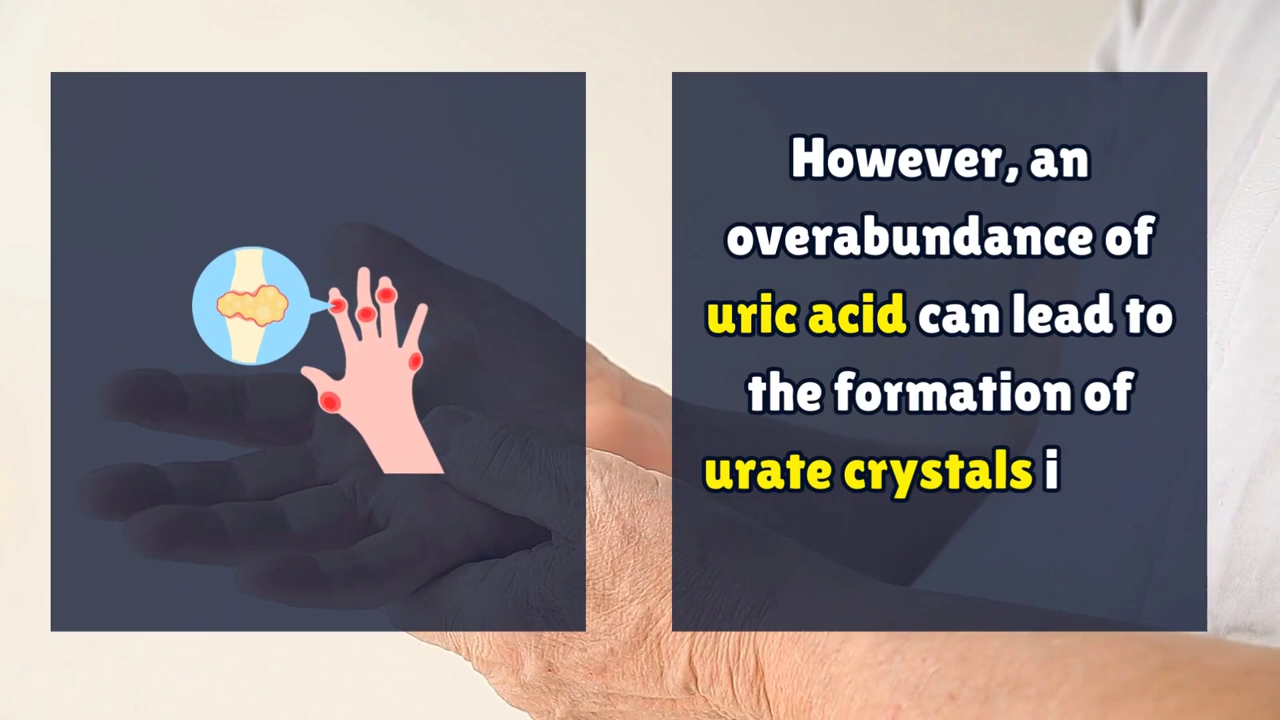 However, an
overabundance of
uric acid can lead to
the formation of
urate crystals i